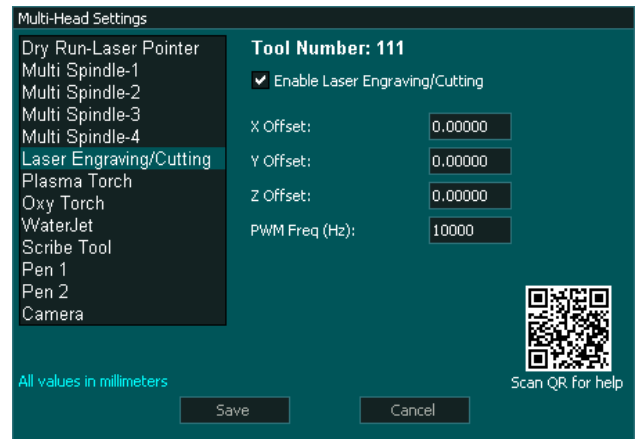 Multi-Head Settings
Dry Run-Laser Pointer
Multi Spindle-1
Multi Spindle-2
Multi Spindle-3
Multi Spindle-4
Laser Engraving/Cutting
Plasma Torch
Oxy Torch
WaterJet
Scribe Tool
Pen 1
Pen 2
Camera
Tool Number: 111
Enable Laser Engraving/Cutting
X Offset: 0.00000
Y Offset: 0.00000
Z Offset: 0.00000
PWM Freq (Hz): 10000
Scan QR for help
All values in millimeters
Save Cancel